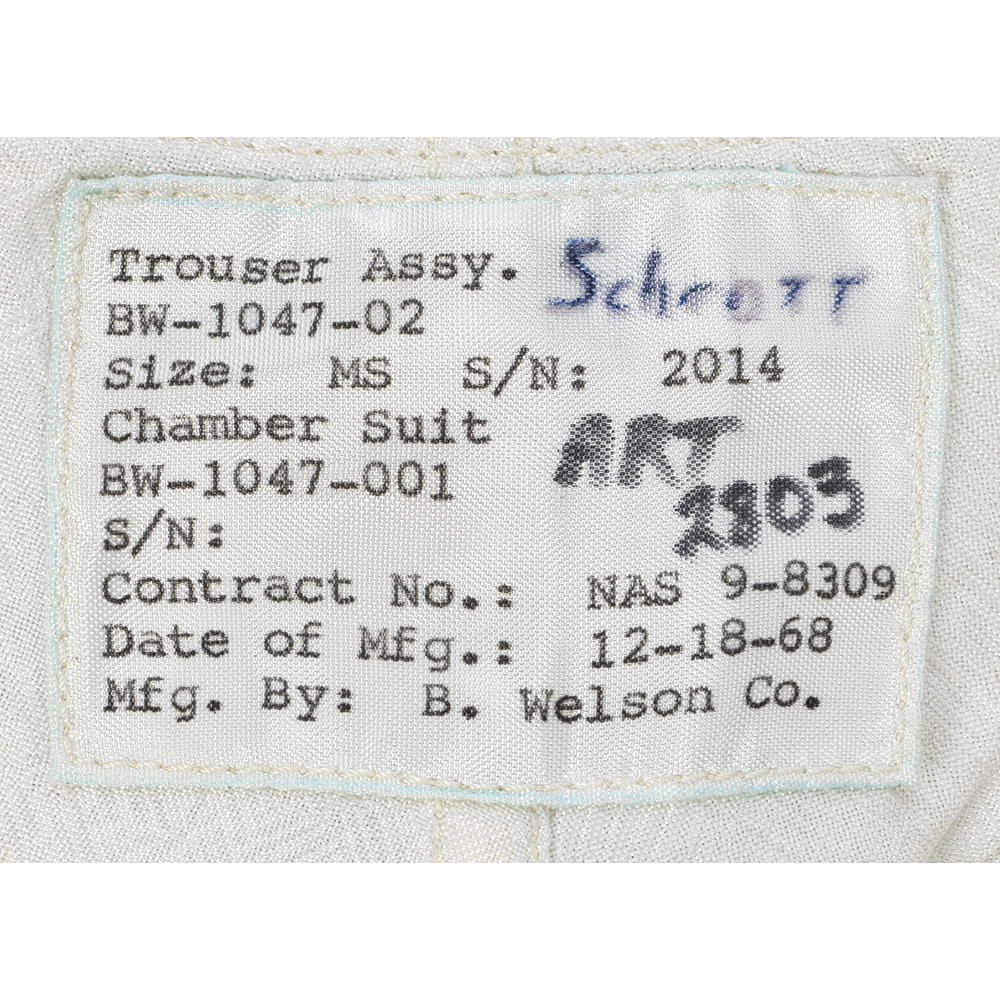 Trouser Assy. Schrott
BW-1047-02
Size: MS S/N: 2014
Chamber Suit ART
BW-1047-001 2803
S/N:
Contract No.: NAS 9-8309
Date of Mfg.: 12-18-68
Mfg. By: B. Welson Co.